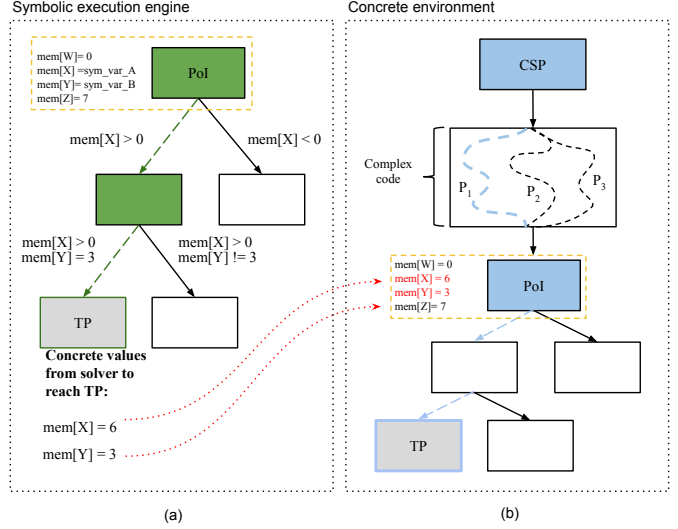 Symbolic execution engine
mem[W]= 0
mem[X] =sym_var_A
mem[Y]= sym_var_B
mem[Z]= 7
PoI
mem[X] > 0
mem[X] < 0
mem[X] > 0
mem[Y] = 3
mem[X] > 0
mem[Y] != 3
TP
Concrete values
from solver to
reach TP:
mem[X] = 6
mem[Y] = 3
(a)
Concrete environment
CSP
Complex
code
P1
P2
P3
mem[W] = 0
mem[X] = 6
mem[Y] = 3
mem[Z]= 7
PoI
TP
(b)